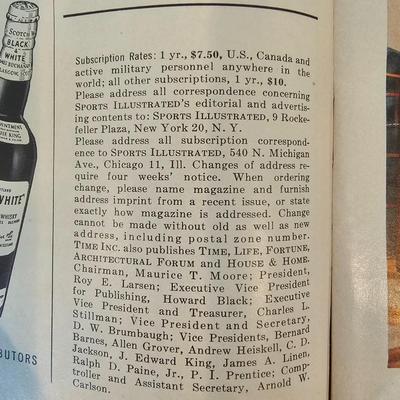 Scotch
BLACK
&
WHITE
WHITE"
WHISKY
BUTORS
Subscription Rates: 1 yr., $7.50, U.S., Canada and
active military personnel anywhere in the
world; all other subscriptions, 1 yr., $10.
Please address all correspondence concerning
SPORTS ILLUSTRATED'S editorial and advertis-
ing contents to: SPORTS ILLUSTRATED, 9 Rocke-
feller Plaza, New York 20, N. Y.
Please address all subscription correspond-
ence to SPORTS ILLUSTRATED, 540 N. Michigan
Ave., Chicago 11, Ill. Changes of address re-
quire four weeks' notice. When ordering
change, please name magazine and furnish
address imprint from a recent issue, or state
exactly how magazine is addressed. Change
cannot be made without old as well as new
address, including postal zone number.
TIME INC. also publishes TIME, LIFE, FORTUNE,
ARCHITECTURAL FORUM and HOUSE & HOME.
Chairman, Maurice T. Moore; President,
Roy E. Larsen; Executive Vice President
for Publishing, Howard Black; Executive
Vice President and Treasurer, Charles L.
Stillman; Vice President and Secretary,
D. W. Brumbaugh; Vice Presidents, Bernard
Barnes, Allen Grover, Andrew Heiskell, C. D.
Jackson, J. Edward King, James A. Linen,
Ralph D. Paine, Jr., P. I. Prentice; Comp-
troller and Assistant Secretary, Arnold W.
Carlson.